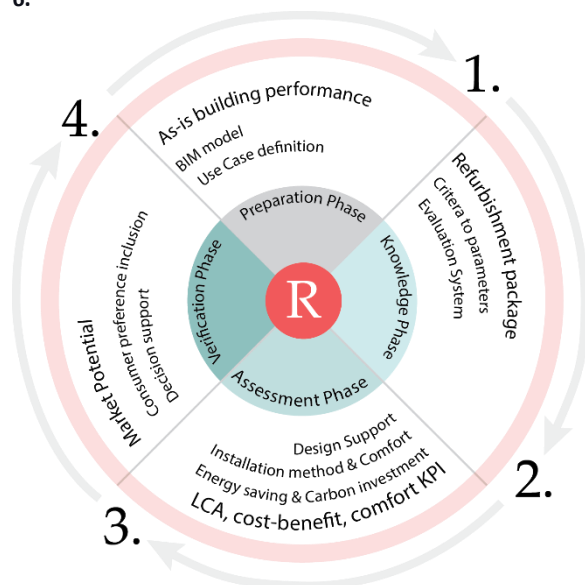 6.
1.
2.
3.
4.
As-is building performance
BIM model
Use Case definition
Preparation Phase
Refurbishment package
Critera to parameters
Evaluation System
Knowledge Phase
R
Assessment Phase
Design Support
Installation method & Comfort
Energy saving & Carbon investment
LCA, cost-benefit, comfort KPI
Verification Phase
Market Potential
Consumer preference inclusion
Decision support